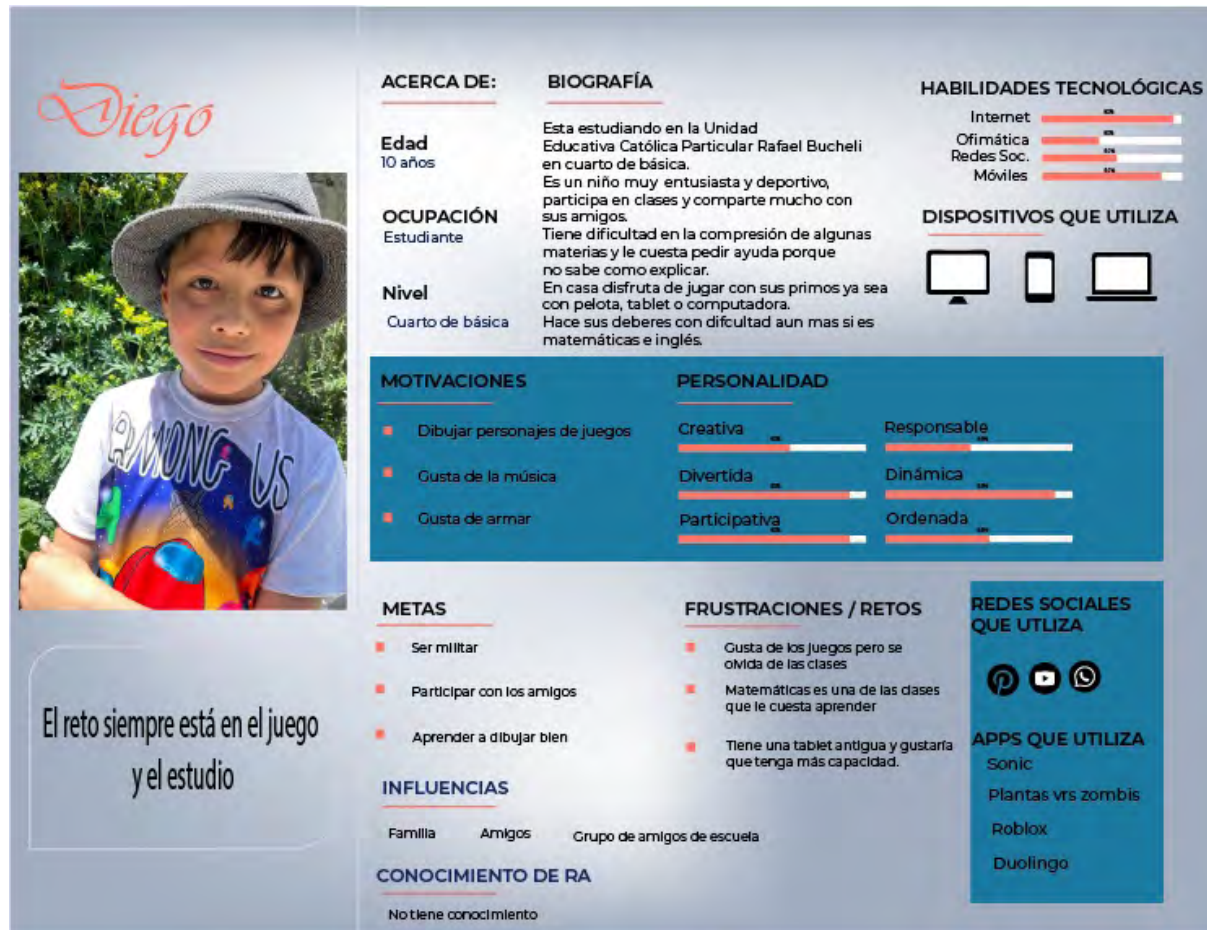 Diego
AMONG US
El reto siempre está en el juego
y el estudio
ACERCA DE:
Edad
10 años
OCUPACIÓN
Estudiante
Nivel
Cuarto de básica
BIOGRAFÍA
Esta estudiando en la Unidad
Educativa Católica Particular Rafael Bucheli
en cuarto de básica.
Es un niño muy entusiasta y deportivo,
participa en clases y comparte mucho con
sus amigos.
Tiene dificultad en la compresión de algunas
materias y le cuesta pedir ayuda porque
no sabe como explicar.
En casa disfruta de jugar con sus primos ya sea
con pelota, tablet o computadora.
Hace sus deberes con difcultad aun mas si es
matemáticas e inglés.
HABILIDADES TECNOLÓGICAS
Internet
Ofimática
Redes Soc.
Móviles
DISPOSITIVOS QUE UTILIZA
MOTIVACIONES
Dibujar personajes de juegos
Gusta de la música
Gusta de armar
PERSONALIDAD
Creativa
Responsable
Divertida
Dinámica
Participativa
Ordenada
METAS
Ser militar
Participar con los amigos
Aprender a dibujar bien
FRUSTRACIONES / RETOS
Gusta de los juegos pero se
olvida de las clases
Matemáticas es una de las clases
que le cuesta aprender
Tiene una tablet antigua y gustaría
que tenga más capacidad.
INFLUENCIAS
Familia
Amigos
Grupo de amigos de escuela
CONOCIMIENTO DE RA
No tiene conocimiento
REDES SOCIALES
QUE UTLIZA
APPS QUE UTILIZA
Sonic
Plantas vrs zombis
Roblox
Duolingo